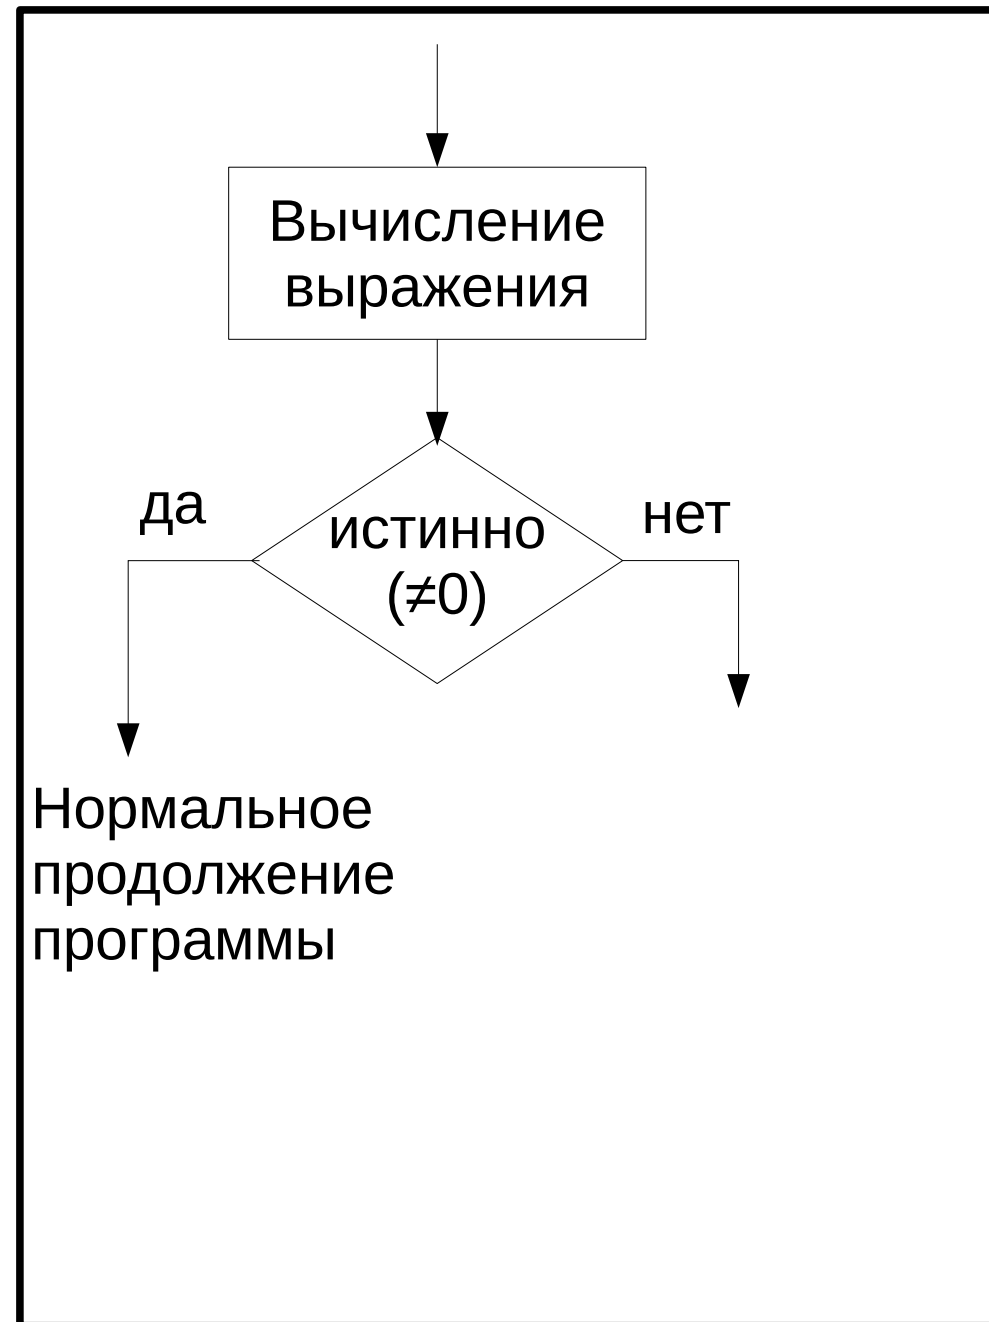 Вычисление
выражения
да
нет
истинно
(≠0)
Нормальное
продолжение
программы